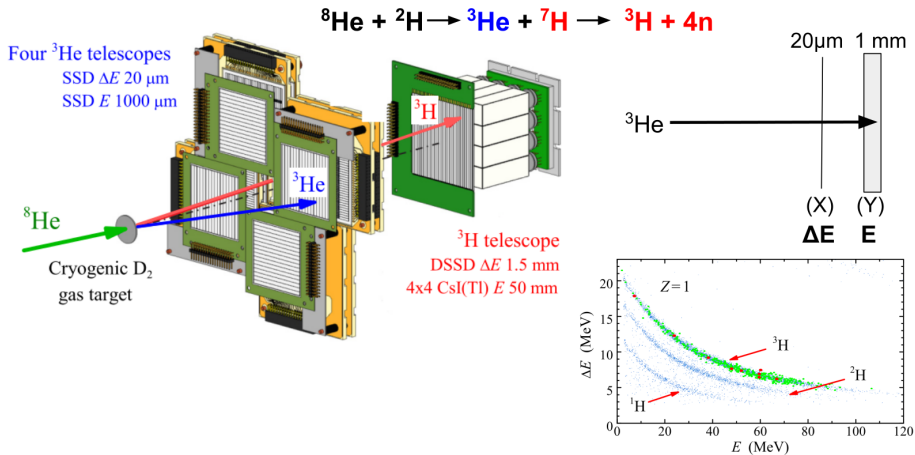 ⁸He + ²H → ³He + ⁷H → ³H + 4n
Four ³He telescopes
SSD ΔE 20 μm
SSD E 1000 μm
³H
³He
⁸He
Cryogenic D₂
gas target
³H telescope
DSSD ΔE 1.5 mm
4x4 CsI(Tl) E 50 mm
20μm 1 mm
³He
(X) (Y)
ΔE E
Z=1
ΔE (MeV)
20
15
10
5
0
³H
²H
¹H
0 20 40 60 80 100 120
E (MeV)